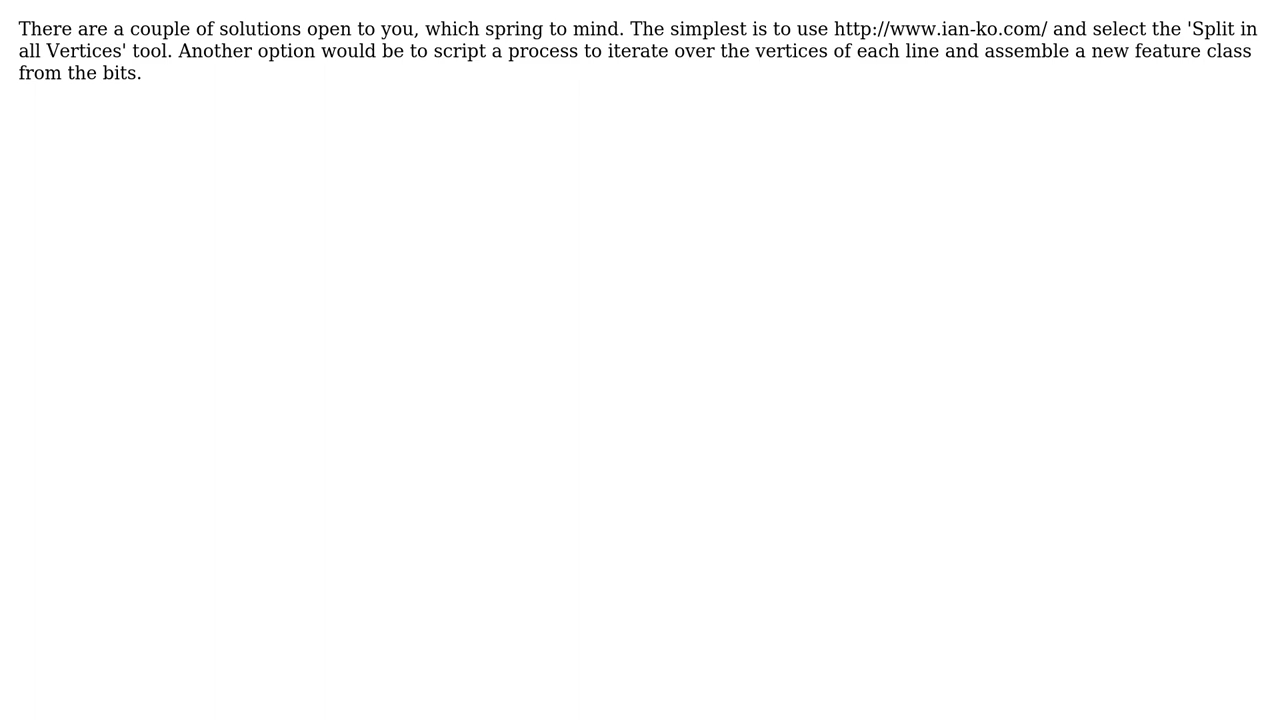 There are a couple of solutions open to you, which spring to mind. The simplest is to use http://www.ian-ko.com/ and select the 'Split in
all Vertices' tool. Another option would be to script a process to iterate over the vertices of each line and assemble a new feature class
from the bits.